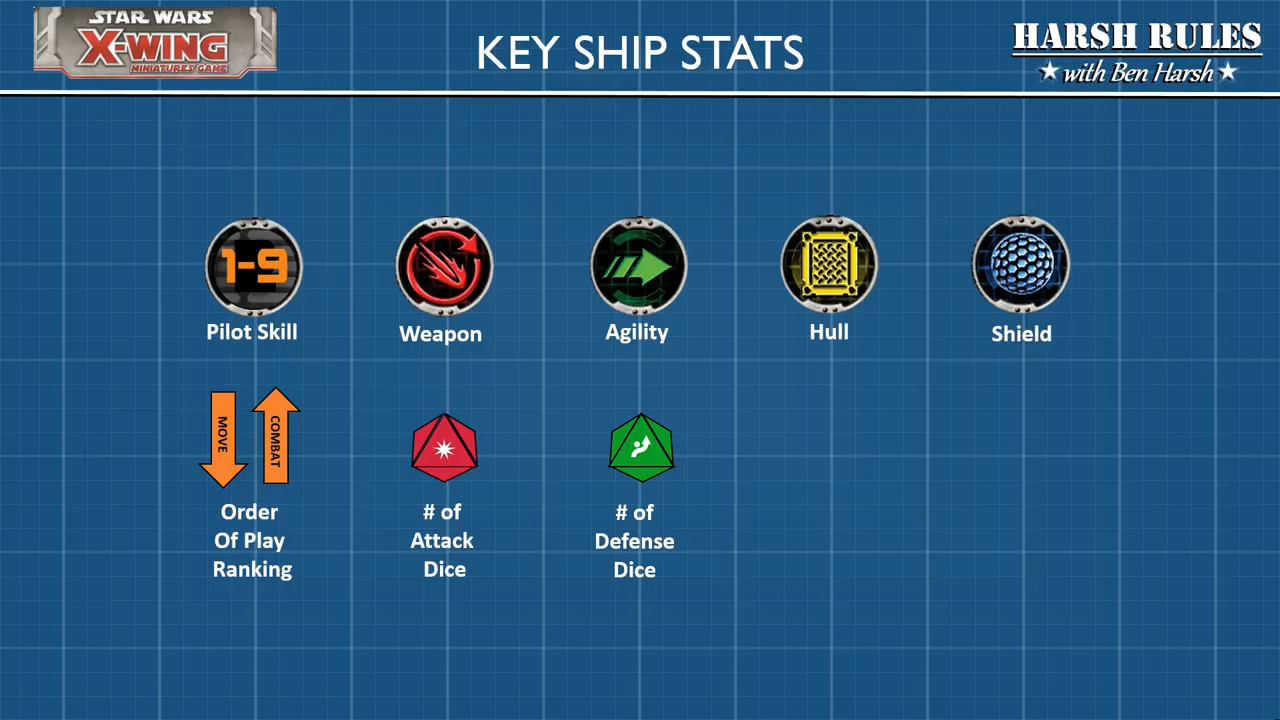 STAR WARS
X-WING
MINIATURES GAME
KEY SHIP STATS
HARSH RULES
with Ben Harsh
1-9
Pilot Skill
Weapon
Agility
Hull
Shield
MOVE
COMBAT
Order
Of Play
Ranking
# of
Attack
Dice
# of
Defense
Dice